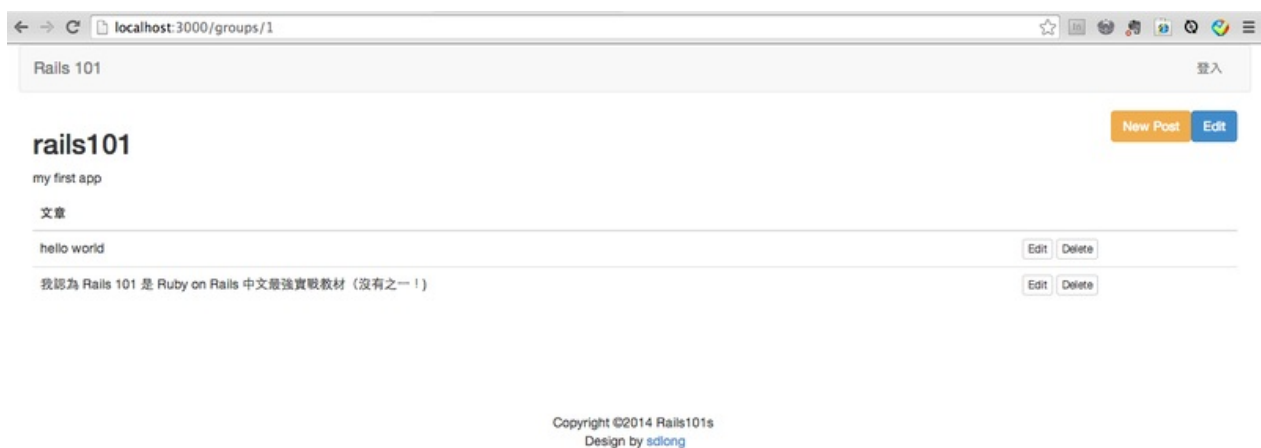 localhost:3000/groups/1
Rails 101 登入
New Post Edit
rails101
my first app
文章
hello world Edit Delete
我認為 Rails 101 是 Ruby on Rails 中文最強實戰教材（沒有之一！) Edit Delete
Copyright ©2014 Rails101s
Design by sdlong